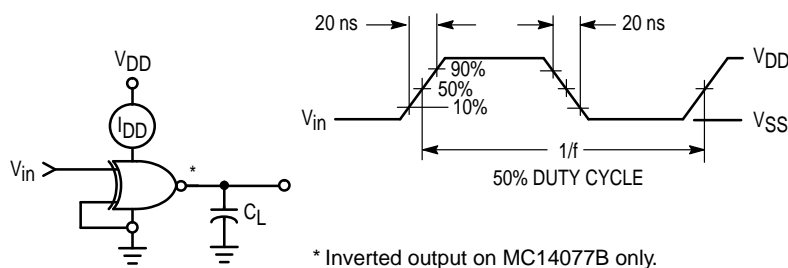 20 ns
20 ns
VDD
90%
50%
10%
VDD
IDD
Vin
VSS
Vin
*
1/f
50% DUTY CYCLE
CL
* Inverted output on MC14077B only.